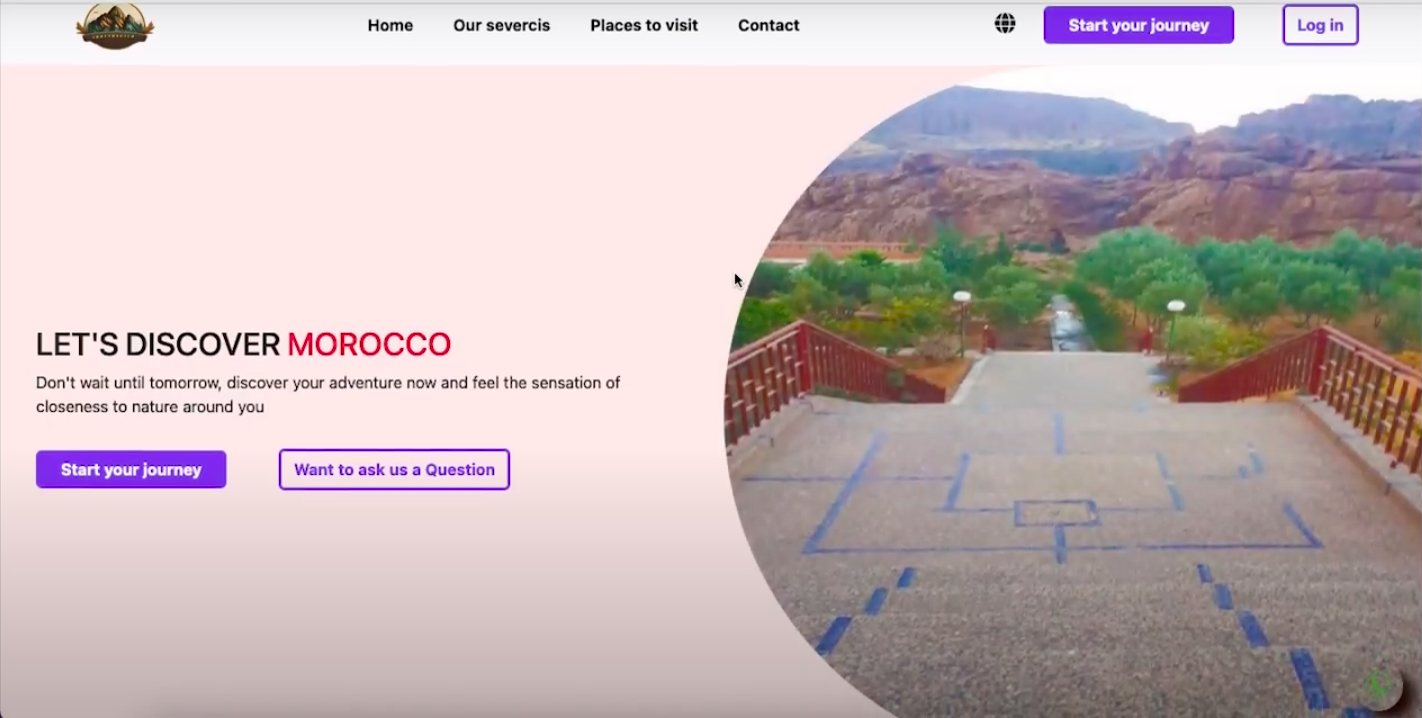 Home
Our severcis
Places to visit
Contact
Start your journey
Log in
LET'S DISCOVER MOROCCO
Don't wait until tomorrow, discover your adventure now and feel the sensation of
closeness to nature around you
Start your journey
Want to ask us a Question